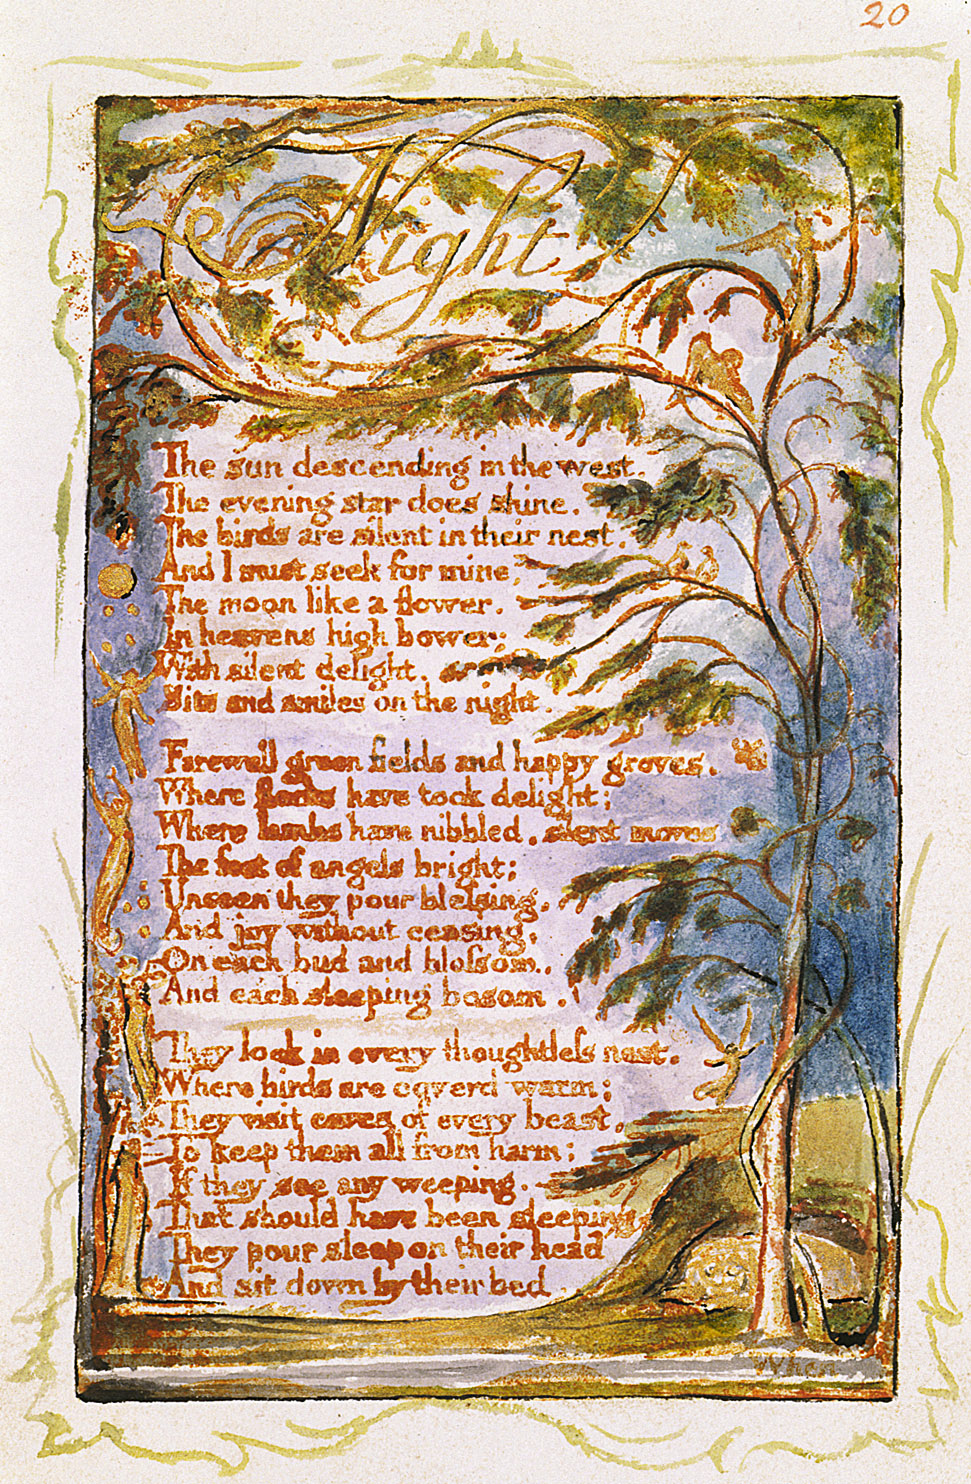 20
Night
The sun descending in the west.
The evening star does shine.
The birds are silent in their nest,
And I must seek for mine,
The moon like a flower,
In heavens high bower;
With silent delight,
Sits and smiles on the night.
Farewell green fields and happy groves,
Where flocks have took delight;
Where lambs have nibbled, silent moves
The feet of angels bright;
Unseen they pour blefsing,
And joy without ceasing,
On each bud and blofsom,
And each sleeping bosom.
They look in every thoughtlefs nest,
Where birds are coverd warm;
They visit caves of every beast,
To keep them all from harm;
If they see any weeping,
That should have been sleeping
They pour sleep on their head
And sit down by their bed.
When